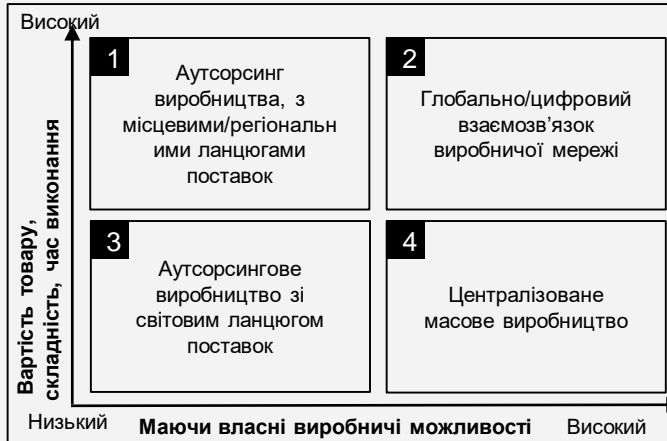 Високий
1
Аутсорсинг
виробництва, з
місцевими/регіональн
ими ланцюгами
поставок
2
Глобально/цифровий
взаємозв’язок
виробничої мережі
3
Аутсорсингове
виробництво зі
світовим ланцюгом
поставок
4
Централізоване
масове виробництво
Вартість товару,
складність, час виконання
Низький
Маючи власні виробничі можливості
Високий